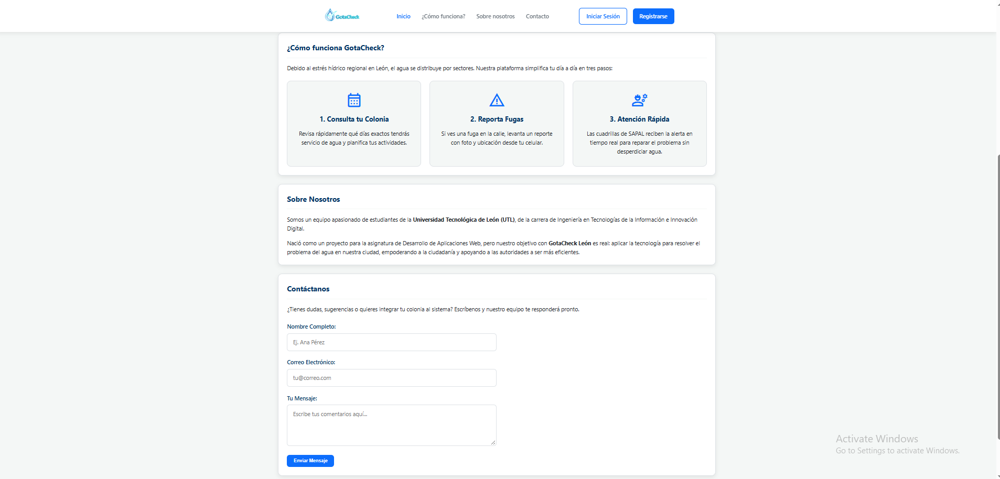 GotaCheck
Inicio
¿Cómo funciona?
Sobre nosotros
Contacto
Iniciar Sesión
Registrarse
¿Cómo funciona GotaCheck?
Debido al estrés hídrico regional en León, el agua se distribuye por sectores. Nuestra plataforma simplifica tu día a día en tres pasos:
1. Consulta tu Colonia
Revisa rápidamente qué días exactos tendrás
servicio de agua y planifica tus actividades.
2. Reporta Fugas
Si ves una fuga en la calle, levanta un reporte
con foto y ubicación desde tu celular.
3. Atención Rápida
Las cuadrillas de SAPAL reciben la alerta en
tiempo real para reparar el problema sin
desperdiciar agua.
Sobre Nosotros
Somos un equipo apasionado de estudiantes de la Universidad Tecnológica de León (UTL), de la carrera de Ingeniería en Tecnologías de la Información e Innovación
Digital.
Nació como un proyecto para la asignatura de Desarrollo de Aplicaciones Web, pero nuestro objetivo con GotaCheck León es real: aplicar la tecnología para resolver el
problema del agua en nuestra ciudad, empoderando a la ciudadanía y apoyando a las autoridades a ser más eficientes.
Contáctanos
¿Tienes dudas, sugerencias o quieres integrar tu colonia al sistema? Escríbenos y nuestro equipo te responderá pronto.
Nombre Completo:
Ej. Ana Pérez
Correo Electrónico:
tu@correo.com
Tu Mensaje:
Escribe tus comentarios aquí...
Enviar Mensaje
Activate Windows
Go to Settings to activate Windows.